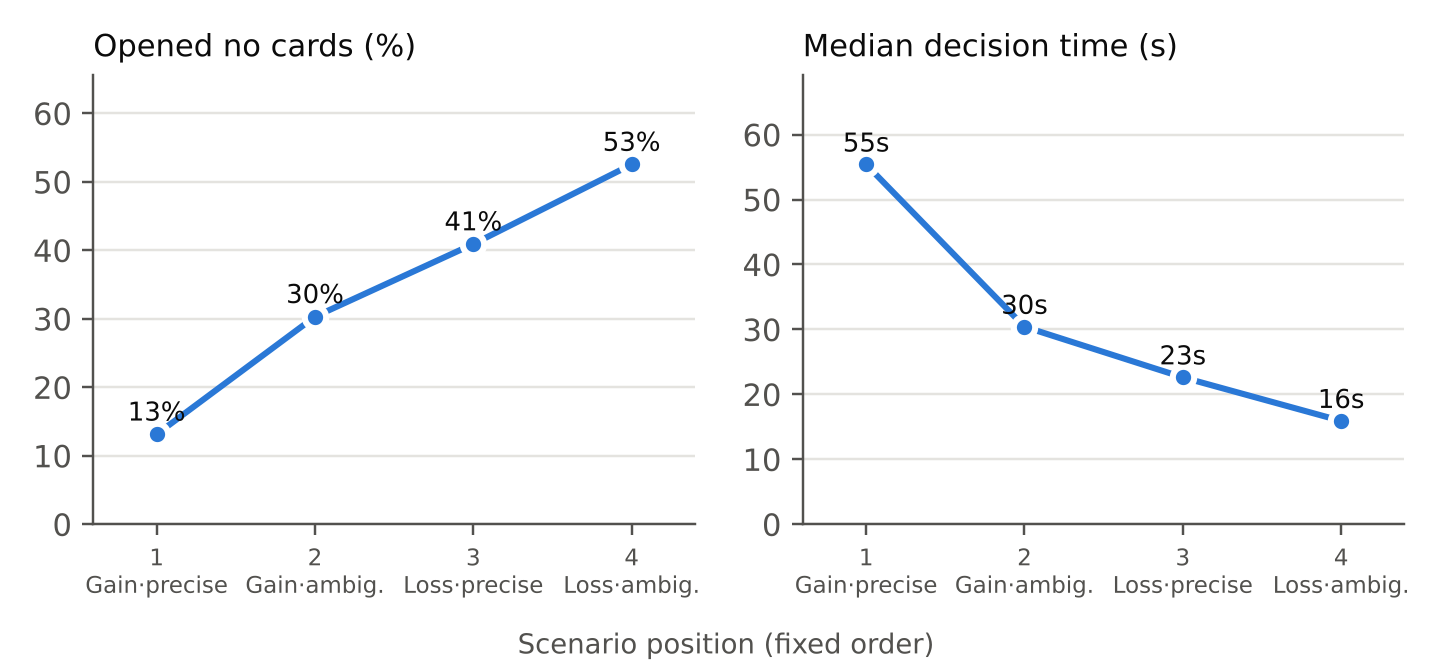 Opened no cards (%)
60
50
40
30
20
10
0
13%
30%
41%
53%
1
2
3
4
Gain·precise
Gain·ambig.
Loss·precise
Loss·ambig.
Median decision time (s)
60
50
40
30
20
10
0
55s
30s
23s
16s
1
2
3
4
Gain·precise
Gain·ambig.
Loss·precise
Loss·ambig.
Scenario position (fixed order)